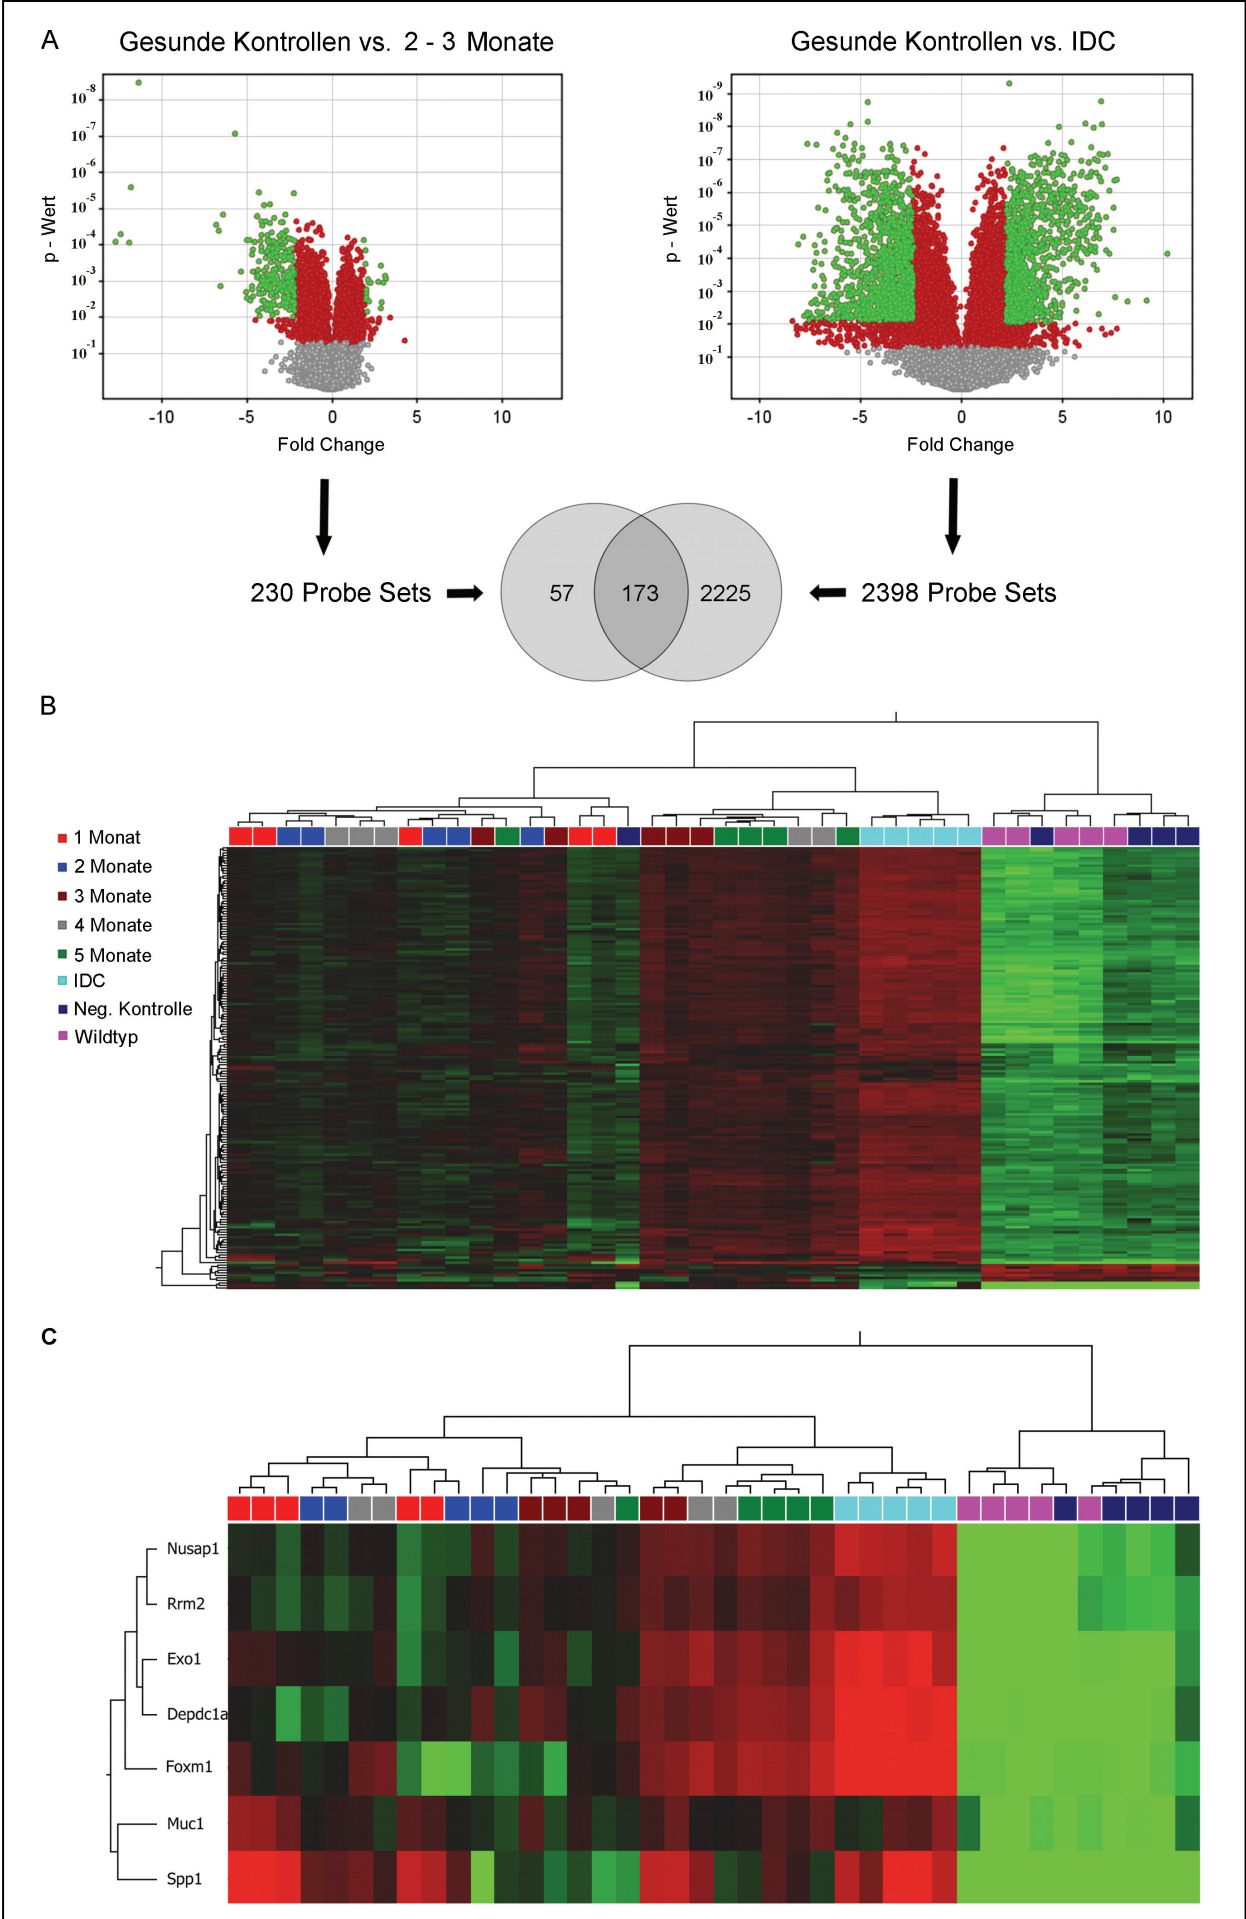 A
Gesunde Kontrollen vs. 2 - 3 Monate
Gesunde Kontrollen vs. IDC
p - Wert
10-8
10-7
10-6
10-5
10-4
10-3
10-2
10-1
-10 -5 0 5 10
Fold Change
p - Wert
10-9
10-8
10-7
10-6
10-5
10-4
10-3
10-2
10-1
-10 -5 0 5 10
Fold Change
230 Probe Sets
57 173 2225
2398 Probe Sets
B
1 Monat
2 Monate
3 Monate
4 Monate
5 Monate
IDC
Neg. Kontrolle
Wildtyp
C
Nusap1
Rrm2
Exo1
Depdc1a
Foxm1
Muc1
Spp1